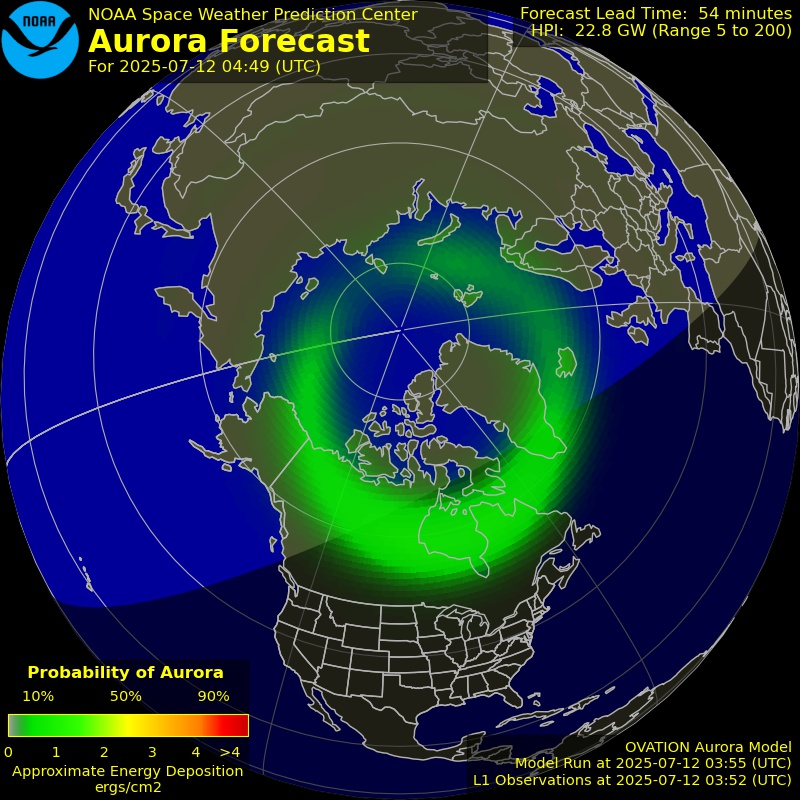 NOAA
NOAA Space Weather Prediction Center
Aurora Forecast
For 2025-07-12 04:49 (UTC)
Forecast Lead Time: 54 minutes
HPI: 22.8 GW (Range 5 to 200)
Probability of Aurora
10% 50% 90%
0 1 2 3 4 >4
Approximate Energy Deposition
ergs/cm2
OVATION Aurora Model
Model Run at 2025-07-12 03:55 (UTC)
L1 Observations at 2025-07-12 03:52 (UTC)